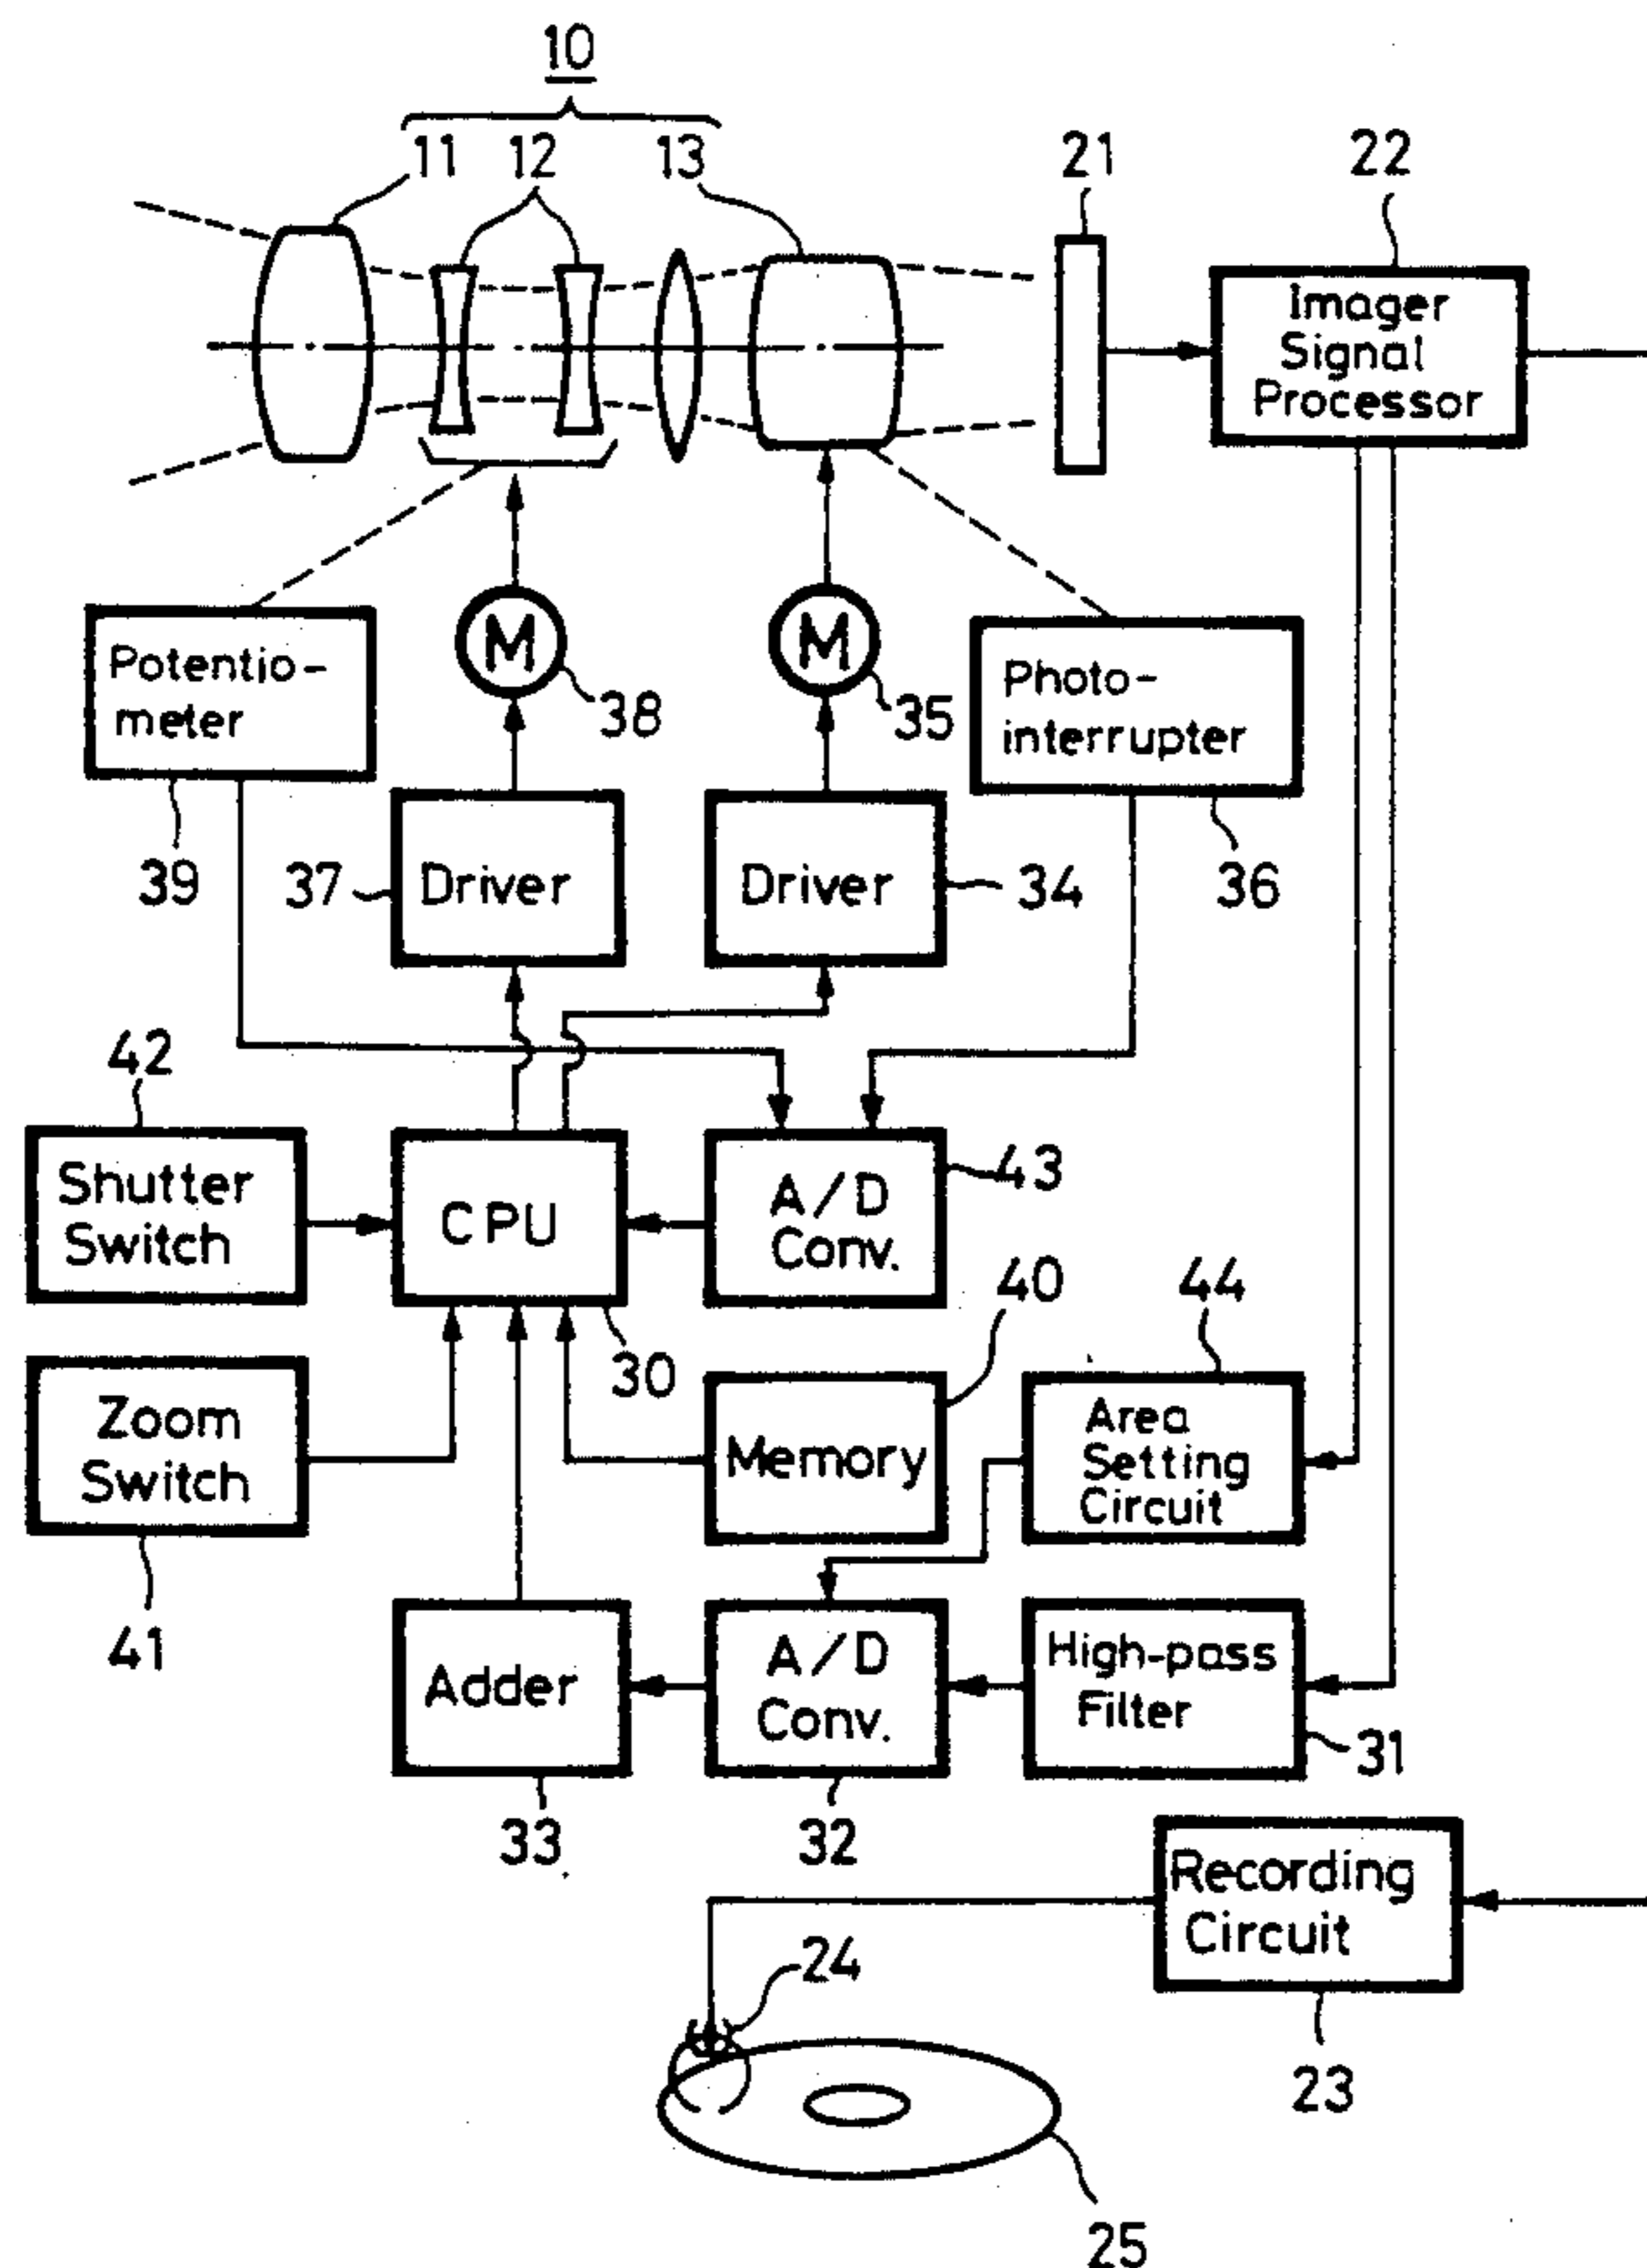 10
11 12 13 21 22
Imager
Signal
Processor
Potentio-
meter
M
38
M
35
Photo-
interrupter
39
37
Driver
Driver
34
36
42
Shutter
Switch
CPU
A/D
Conv.
43
40
44
30
Zoom
Switch
Memory
Area
Setting
Circuit
41
Adder
A/D
Conv.
High-pass
Filter
31
33
32
Recording
Circuit
24
23
25